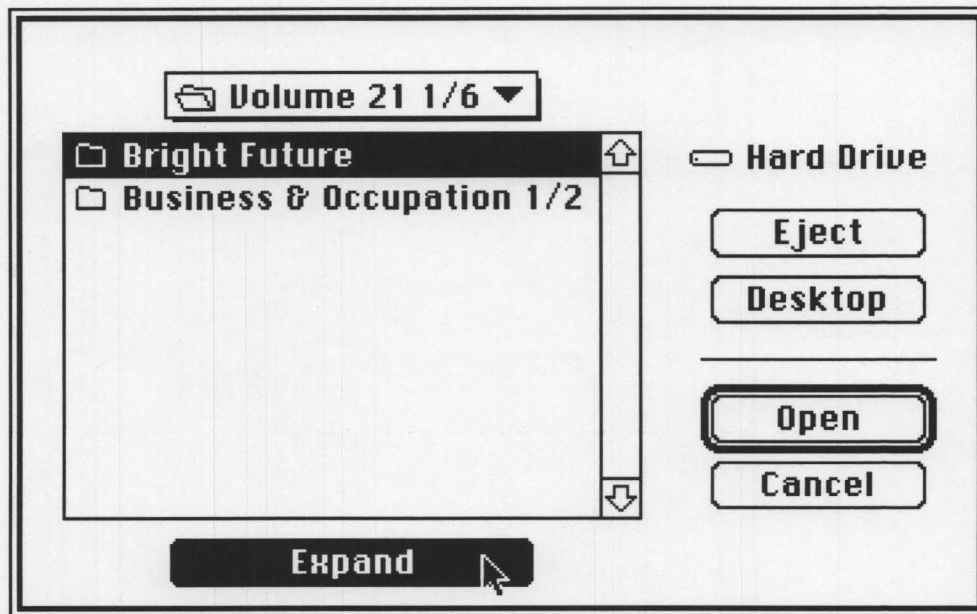 Volume 21 1/6
Bright Future
Business & Occupation 1/2
Hard Drive
Eject
Desktop
Open
Cancel
Expand